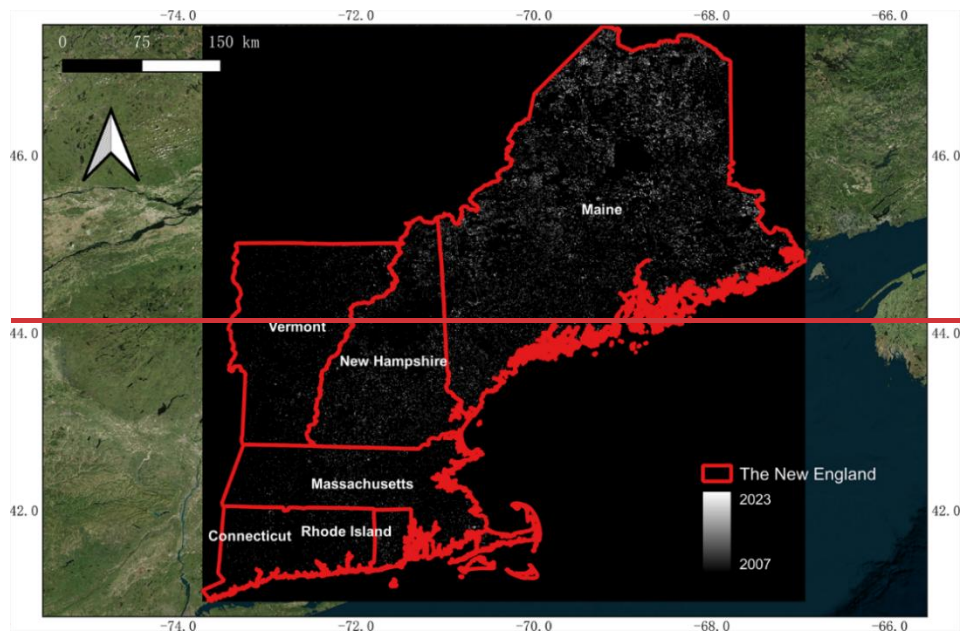 -74.0 -72.0 -70.0 -68.0 -66.0
0 75 150 km
46.0 46.0
Maine
Vermont
44.0 44.0
New Hampshire
The New England
Massachusetts
2023
42.0 42.0
Rhode Island
Connecticut
2007
-74.0 -72.0 -70.0 -68.0 -66.0